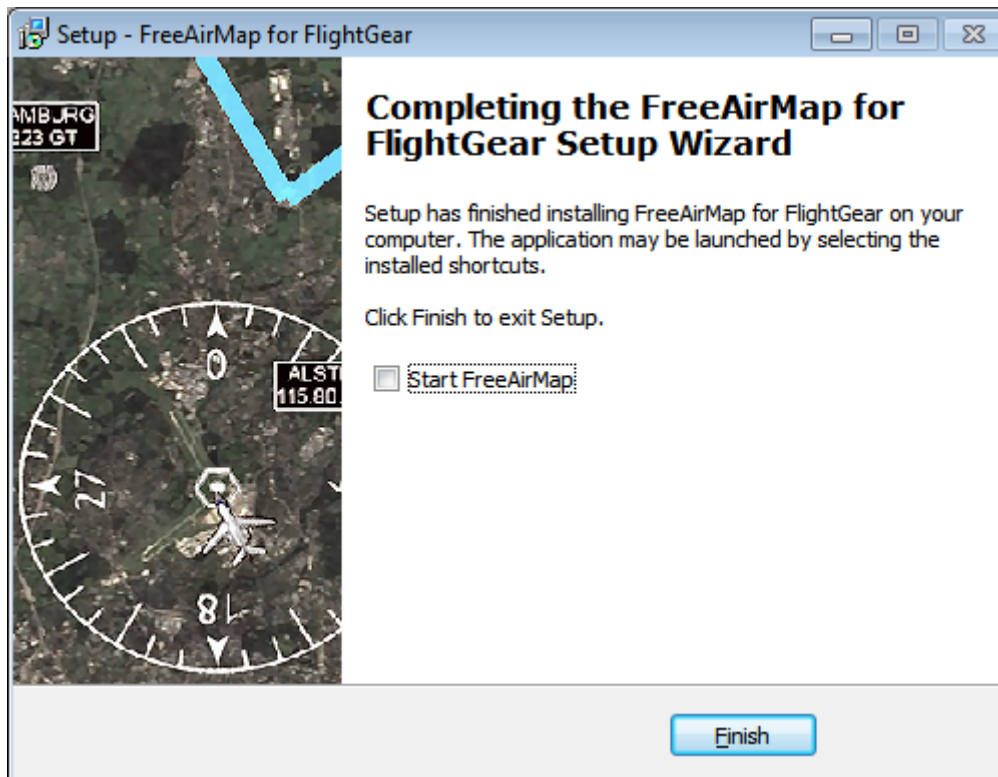 Setup - FreeAirMap for FlightGear
AMBURG
323 GT
0
ALST
115.80
27
18
Completing the FreeAirMap for
FlightGear Setup Wizard
Setup has finished installing FreeAirMap for FlightGear on your
computer. The application may be launched by selecting the
installed shortcuts.
Click Finish to exit Setup.
Start FreeAirMap
Finish